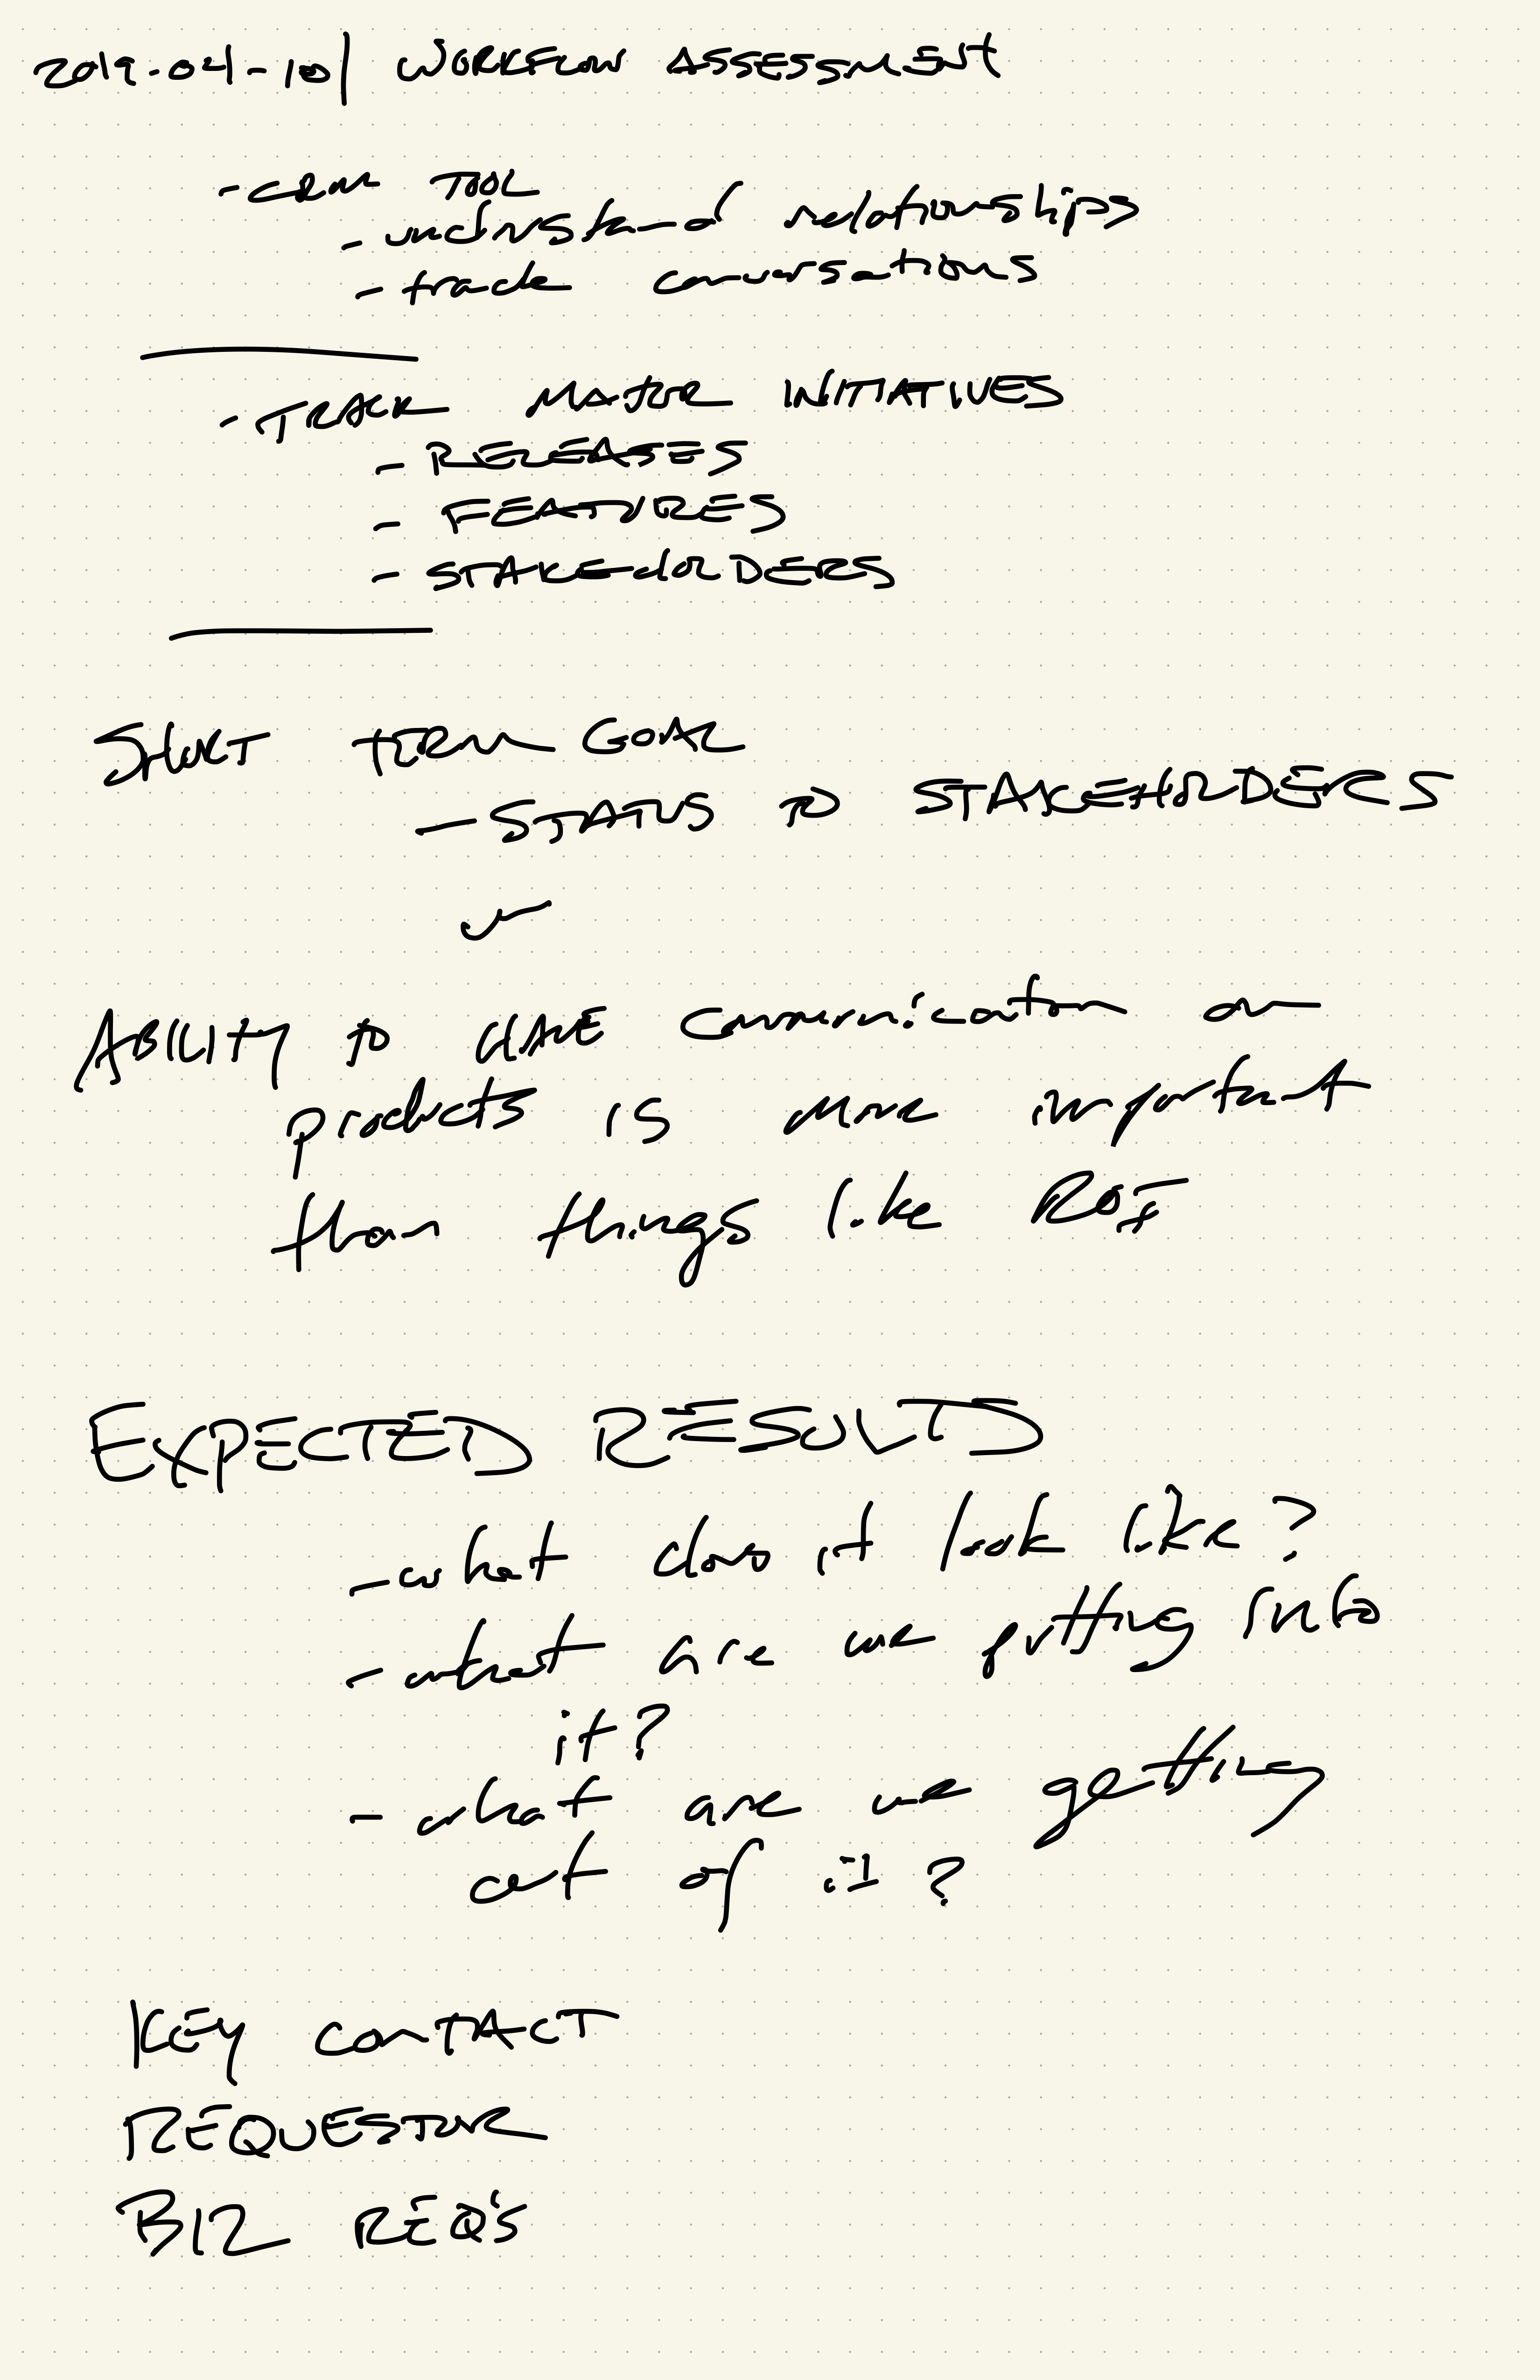 2019-04-10 | WORKFLOW ASSESSMENT
- CRM TOOL
- understand relationships
- track conversations
- TRACK MAJOR INITIATIVES
- RELEASES
- FEATURES
- STAKEHOLDERS
SHORT TERM GOAL
- STATUS TO STAKEHOLDERS
ABILITY TO HAVE communication on
products is more important
than things like ROI
EXPECTED RESULTS
- what does it look like?
- what are we putting into
it?
- what are we getting
out of it?
KEY CONTACT
REQUESTOR
BIZ REQ'S